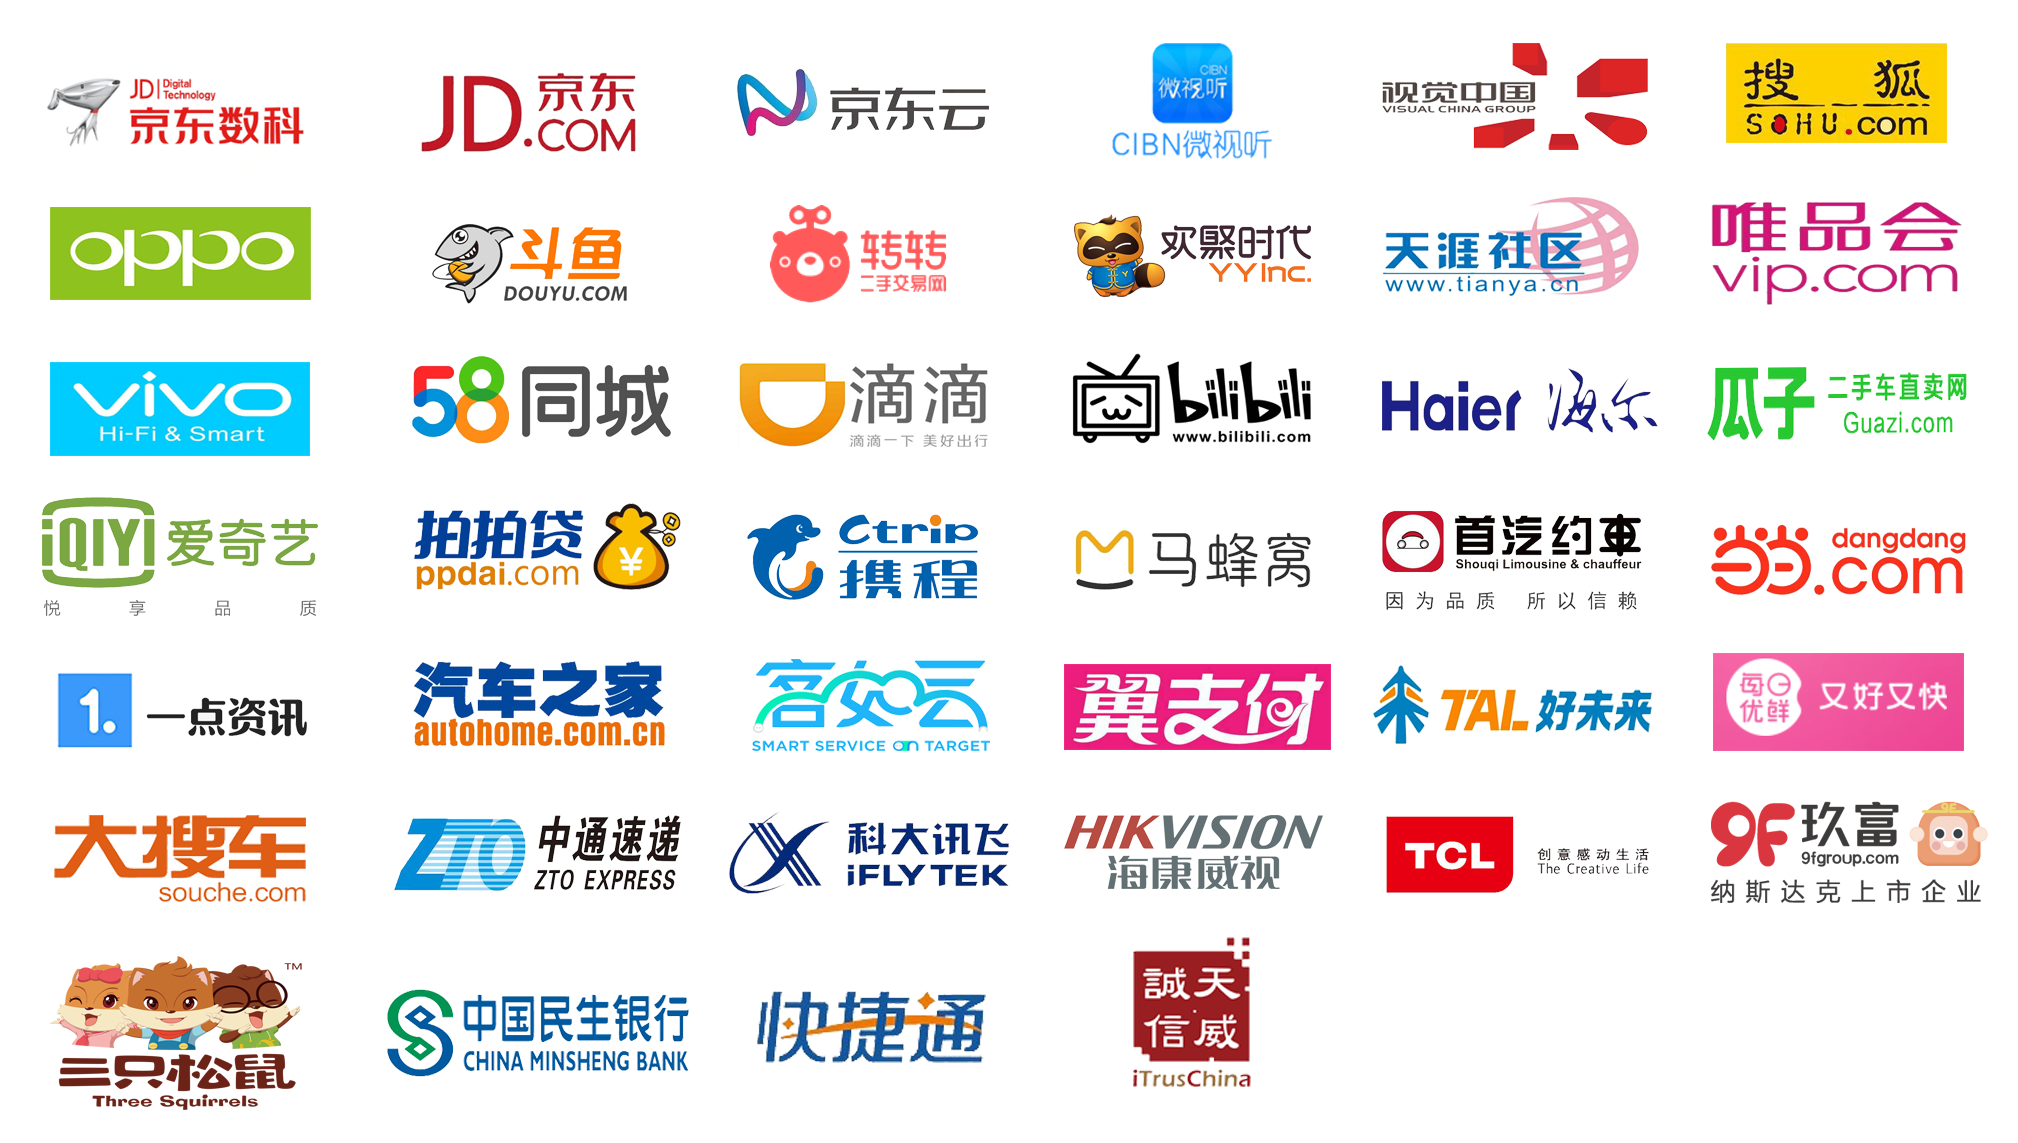 JD Digital Technology
京东数科
JD.京东
.COM
京东云
CIBN
微视听
CIBN微视听
视觉中国
VISUAL CHINA GROUP
搜狐
SOHU.com
oppo
斗鱼
DOUYU.COM
转转
二手交易网
欢聚时代
YYInc.
天涯社区
www.tianya.cn
唯品会
vip.com
vivo
Hi-Fi & Smart
58同城
滴滴
滴滴一下 美好出行
bilibili
www.bilibili.com
Haier 海尔
瓜子 二手车直卖网
Guazi.com
iQIYI 爱奇艺
悦享品质
拍拍贷
ppdai.com
¥
Ctrip
携程
马蜂窝
首汽约车
Shouqi Limousine & chauffeur
因为品质 所以信赖
当当 dangdang
.com
1. 一点资讯
汽车之家
autohome.com.cn
客如云
SMART SERVICE on TARGET
翼支付
TAL 好未来
每日优鲜 又好又快
大搜车
souche.com
ZTO 中通速递
ZTO EXPRESS
科大讯飞
iFLYTEK
HIKVISION
海康威视
TCL 创意感动生活
The Creative Life
9F 玖富
9fgroup.com
9F
纳斯达克上市企业
TM
三只松鼠
Three Squirrels
中国民生银行
CHINA MINSHENG BANK
快捷通
誠天
信威
iTrusChina